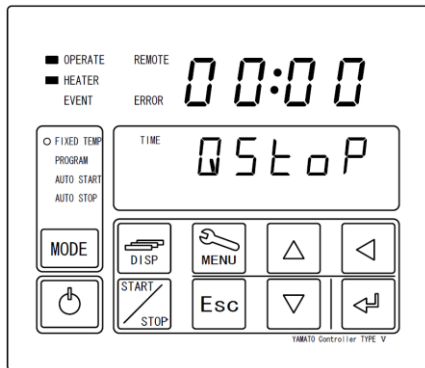 OPERATE REMOTE 00:00
HEATER
EVENT ERROR
FIXED TEMP TIME QStoP
PROGRAM
AUTO START
AUTO STOP
MODE DISP MENU
START/STOP Esc
YAMATO Controller TYPE V